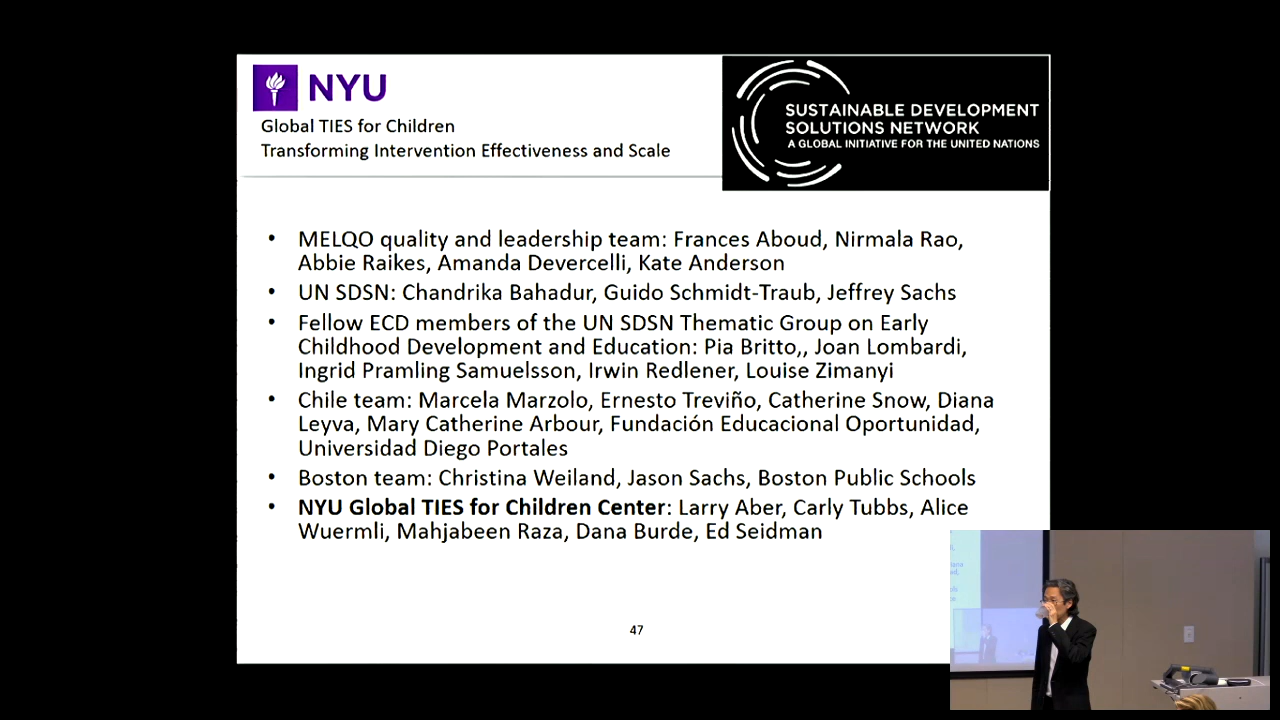 NYU
Global TIES for Children
Transforming Intervention Effectiveness and Scale
SUSTAINABLE DEVELOPMENT
SOLUTIONS NETWORK
A GLOBAL INITIATIVE FOR THE UNITED NATIONS
• MELQO quality and leadership team: Frances Aboud, Nirmala Rao,
Abbie Raikes, Amanda Devercelli, Kate Anderson
• UN SDSN: Chandrika Bahadur, Guido Schmidt-Traub, Jeffrey Sachs
• Fellow ECD members of the UN SDSN Thematic Group on Early
Childhood Development and Education: Pia Britto,, Joan Lombardi,
Ingrid Pramling Samuelsson, Irwin Redlener, Louise Zimanyi
• Chile team: Marcela Marzolo, Ernesto Treviño, Catherine Snow, Diana
Leyva, Mary Catherine Arbour, Fundación Educacional Oportunidad,
Universidad Diego Portales
• Boston team: Christina Weiland, Jason Sachs, Boston Public Schools
• NYU Global TIES for Children Center: Larry Aber, Carly Tubbs, Alice
Wuermli, Mahjabeen Raza, Dana Burde, Ed Seidman
47